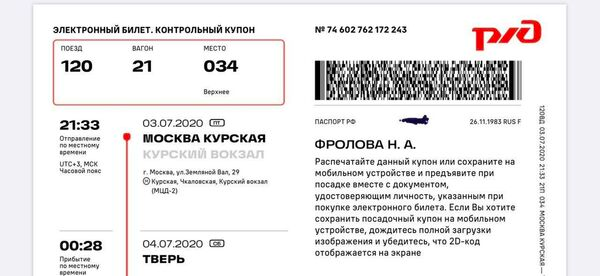 ЭЛЕКТРОННЫЙ БИЛЕТ. КОНТРОЛЬНЫЙ КУПОН
№ 74 602 762 172 243
ржд
ПОЕЗД ВАГОН МЕСТО
120 21 034
Верхнее
21:33
Отправление
по местному
времени
UTC+3, МСК
Часовой пояс
03.07.2020 ПТ
МОСКВА КУРСКАЯ
КУРСКИЙ ВОКЗАЛ
г. Москва, ул.Земляной Вал, 29
М Курская, Чкаловская, Курский вокзал
(МЦД-2)
00:28
Прибытие
по местному
времени
04.07.2020 СБ
ТВЕРЬ
ПАСПОРТ РФ
26.11.1983 RUS F
ФРОЛОВА Н. А.
Распечатайте данный купон или сохраните на
мобильном устройстве и предъявите при
посадке вместе с документом,
удостоверяющим личность, указанным при
покупке электронного билета. Если Вы хотите
сохранить посадочный купон на мобильном
устройстве, дождитесь полной загрузки
изображения и убедитесь, что 2D-код
отображается на экране
120ВД 03.07.2020 21:33 21П 034 МОСКВА КУРСКАЯ—